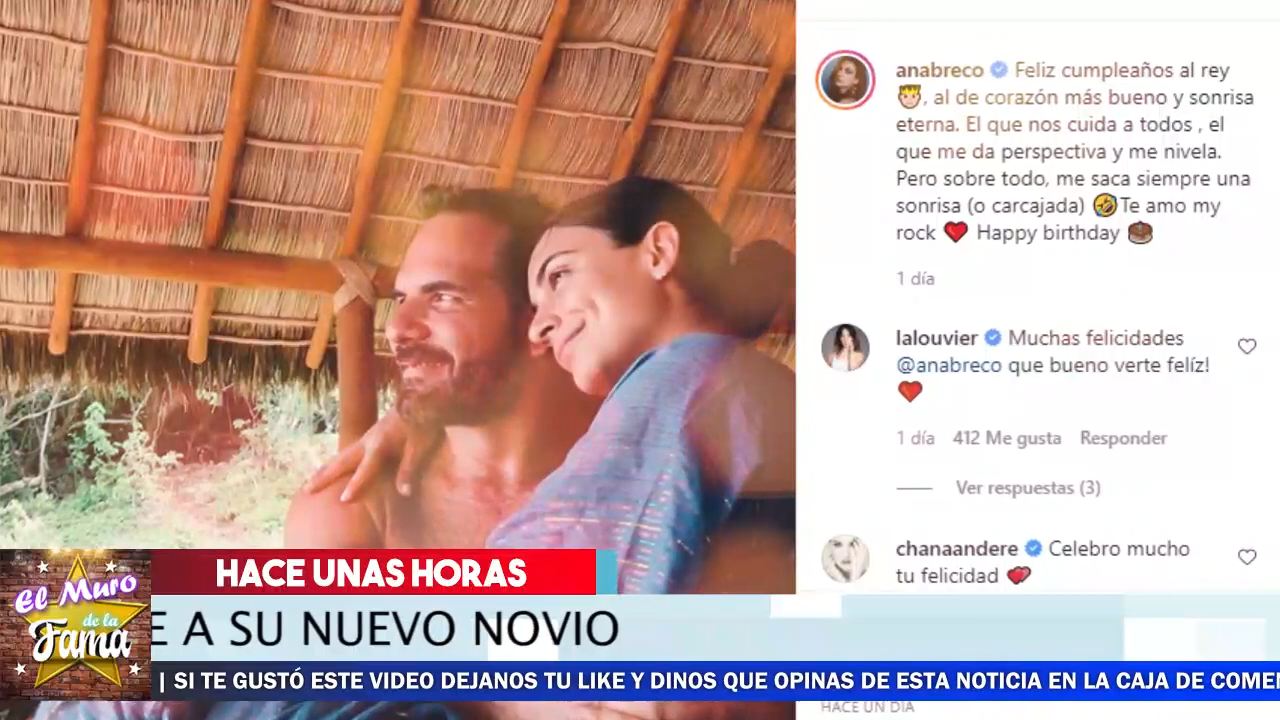 anabreco Feliz cumpleaños al rey
🤴, al de corazón más bueno y sonrisa
eterna. El que nos cuida a todos , el
que me da perspectiva y me nivela.
Pero sobre todo, me saca siempre una
sonrisa (o carcajada) 🤣Te amo my
rock ❤️ Happy birthday 🎂
1 día
lalouvier Muchas felicidades
@anabreco que bueno verte felíz!
❤️
1 día 412 Me gusta Responder
Ver respuestas (3)
chanaandere Celebro mucho
tu felicidad 💕
HACE UNAS HORAS
E A SU NUEVO NOVIO
El Muro
de la
Fama
| SI TE GUSTÓ ESTE VIDEO DEJANOS TU LIKE Y DINOS QUE OPINAS DE ESTA NOTICIA EN LA CAJA DE COMEN
HACE UN DÍA